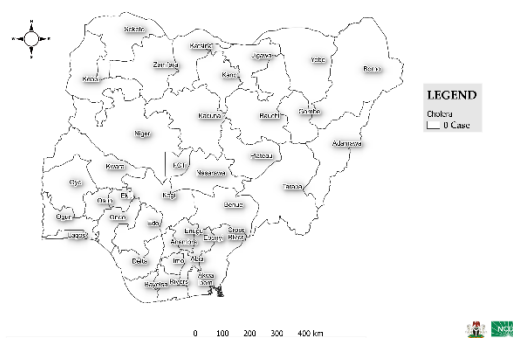 N
Sokoto
Katsina
Jigawa
Yobe
Borno
Zamfara
Kano
Kebbi
Kaduna
Bauchi
Gombe
Niger
Adamawa
Plateau
FCT
Nasarawa
Kwara
Taraba
Oyo
Kogi
Benue
Osun
Ekiti
Ogun
Ondo
Edo
Lagos
Enugu
Anambra
Ebonyi
Cross
River
Delta
Imo
Abia
Akwa
Ibom
Bayelsa
Rivers
LEGEND
Cholera
0 Case
0 100 200 300 400 km
NCDC